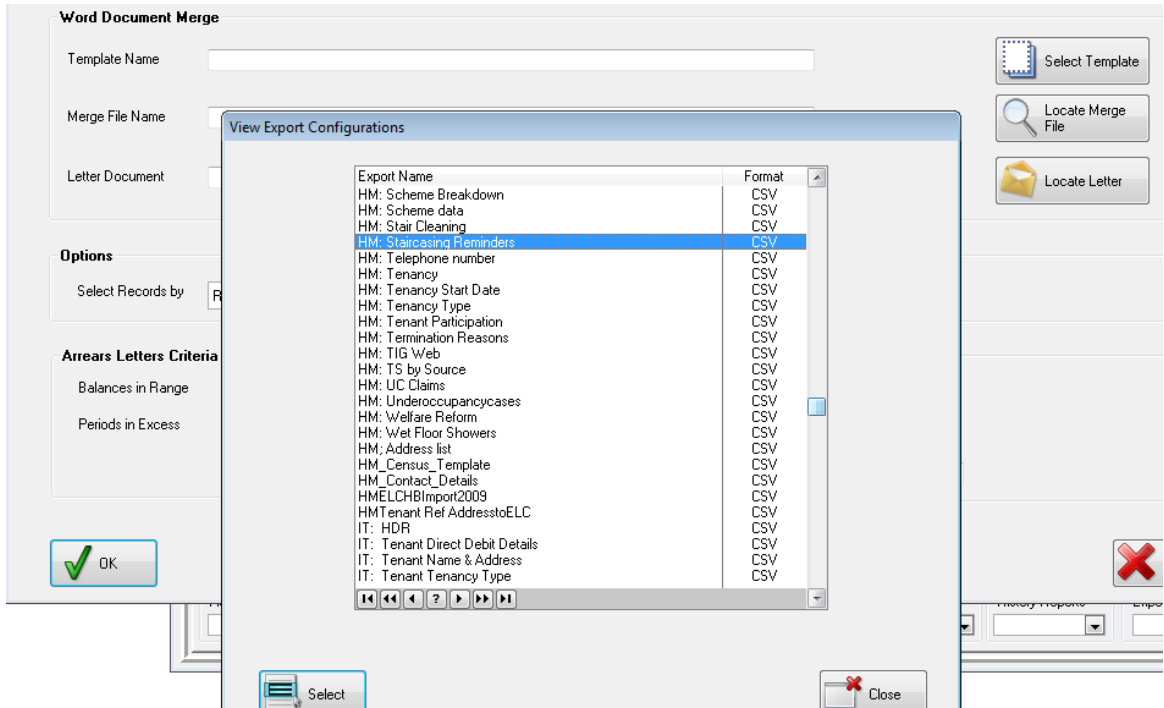 Word Document Merge
Template Name
Select Template
Merge File Name
Locate Merge
File
View Export Configurations
Letter Document
Locate Letter
Export Name Format
HM: Scheme Breakdown CSV
HM: Scheme data CSV
HM: Stair Cleaning CSV
HM: Staircasing Reminders CSV
HM: Telephone number CSV
HM: Tenancy CSV
HM: Tenancy Start Date CSV
HM: Tenancy Type CSV
HM: Tenant Participation CSV
HM: Termination Reasons CSV
HM: TIG Web CSV
HM: TS by Source CSV
HM: UC Claims CSV
HM: Underoccupancycases CSV
HM: Welfare Reform CSV
HM: Wet Floor Showers CSV
HM; Address list CSV
HM_Census_Template CSV
HM_Contact_Details CSV
HMELCHBImport2009 CSV
HMTenant Ref AddresstoELC CSV
IT: HDR CSV
IT: Tenant Direct Debit Details CSV
IT: Tenant Name & Address CSV
IT: Tenant Tenancy Type CSV
?
Options
Select Records by
R
Arrears Letters Criteria
Balances in Range
Periods in Excess
OK
History Reports
Select
Close